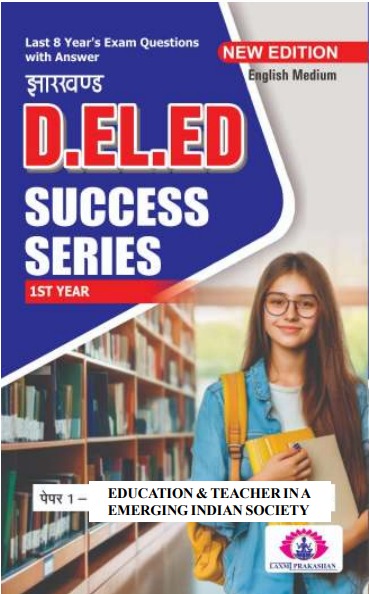 Last 8 Year's Exam Questions
with Answer
NEW EDITION
English Medium
झारखण्ड
D.EL.ED
SUCCESS
SERIES
1ST YEAR
पेपर 1 –
EDUCATION & TEACHER IN A
EMERGING INDIAN SOCIETY
LAXMI PRAKASHAN